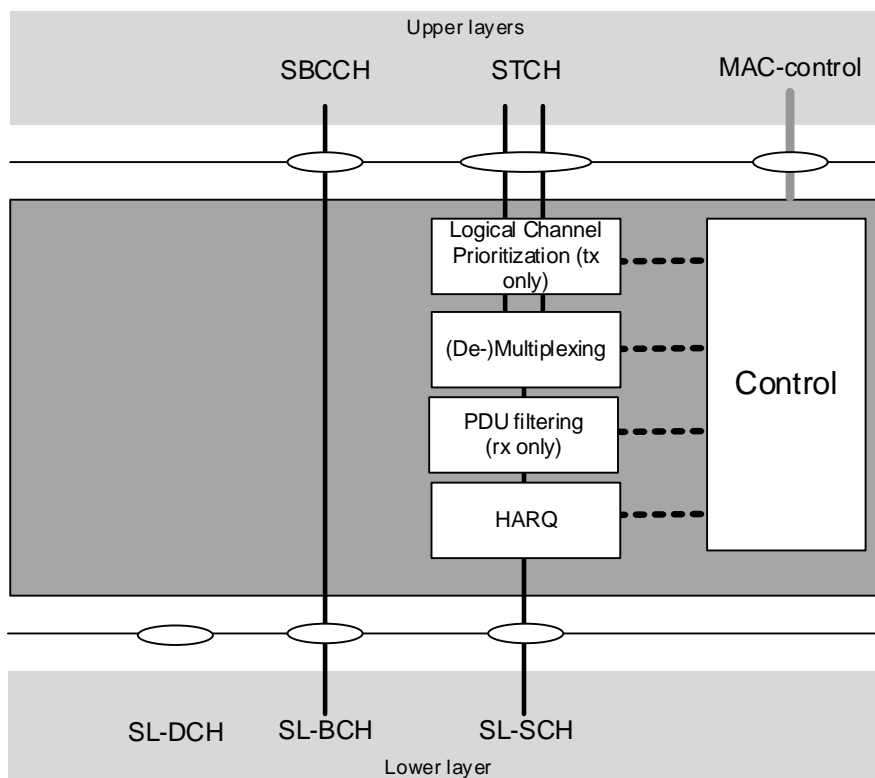 Upper layers
SBCCH
STCH
MAC-control
Logical Channel
Prioritization (tx
only)
(De-)Multiplexing
PDU filtering
(rx only)
HARQ
Control
SL-DCH
SL-BCH
SL-SCH
Lower layer